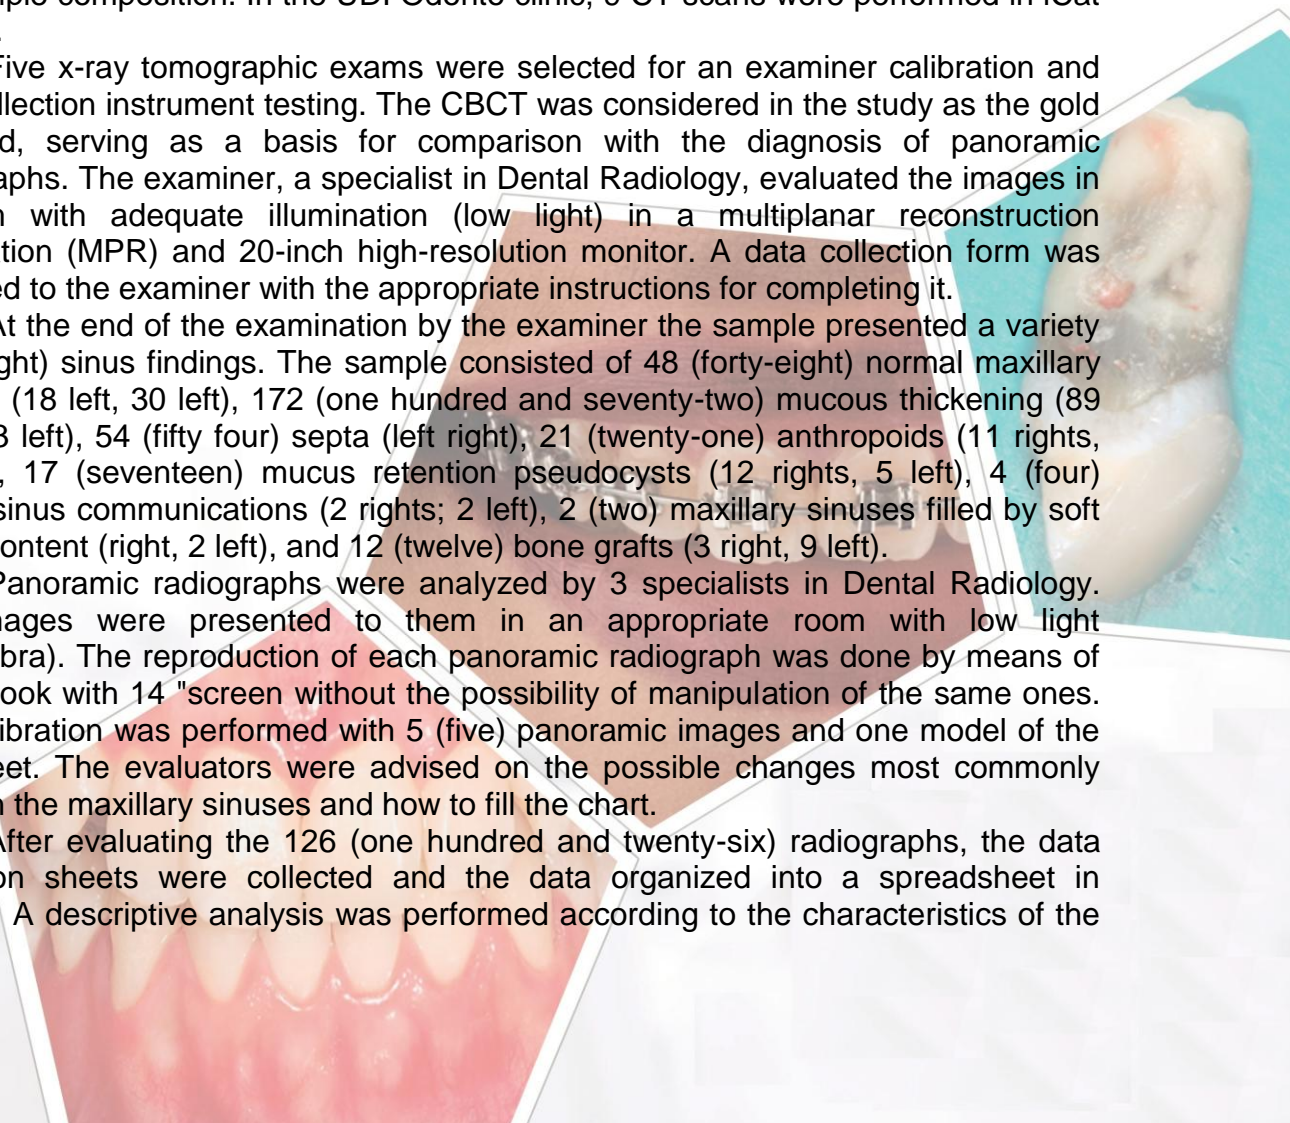 composition. In the UDI Odonto clinic, 9 CT scans were performed in iCat
Five x-ray tomographic exams were selected for an examiner calibration and
instrument testing. The CBCT was considered in the study as the gold
serving as a basis for comparison with the diagnosis of panoramic
The examiner, a specialist in Dental Radiology, evaluated the images in
with adequate illumination (low light) in a multiplanar reconstruction
(MPR) and 20-inch high-resolution monitor. A data collection form was
to the examiner with the appropriate instructions for completing it.
At the end of the examination by the examiner the sample presented a variety
sinus findings. The sample consisted of 48 (forty-eight) normal maxillary
(18 left, 30 left), 172 (one hundred and seventy-two) mucous thickening (89
left), 54 (fifty four) septa (left right), 21 (twenty-one) anthropoids (11 rights,
, 17 (seventeen) mucus retention pseudocysts (12 rights, 5 left), 4 (four)
sinus communications (2 rights; 2 left), 2 (two) maxillary sinuses filled by soft
(right, 2 left), and 12 (twelve) bone grafts (3 right, 9 left).
Panoramic radiographs were analyzed by 3 specialists in Dental Radiology.
were presented to them in an appropriate room with low light
The reproduction of each panoramic radiograph was done by means of
with 14 "screen without the possibility of manipulation of the same ones.
was performed with 5 (five) panoramic images and one model of the
The evaluators were advised on the possible changes most commonly
the maxillary sinuses and how to fill the chart.
After evaluating the 126 (one hundred and twenty-six) radiographs, the data
sheets were collected and the data organized into a spreadsheet in
A descriptive analysis was performed according to the characteristics of the